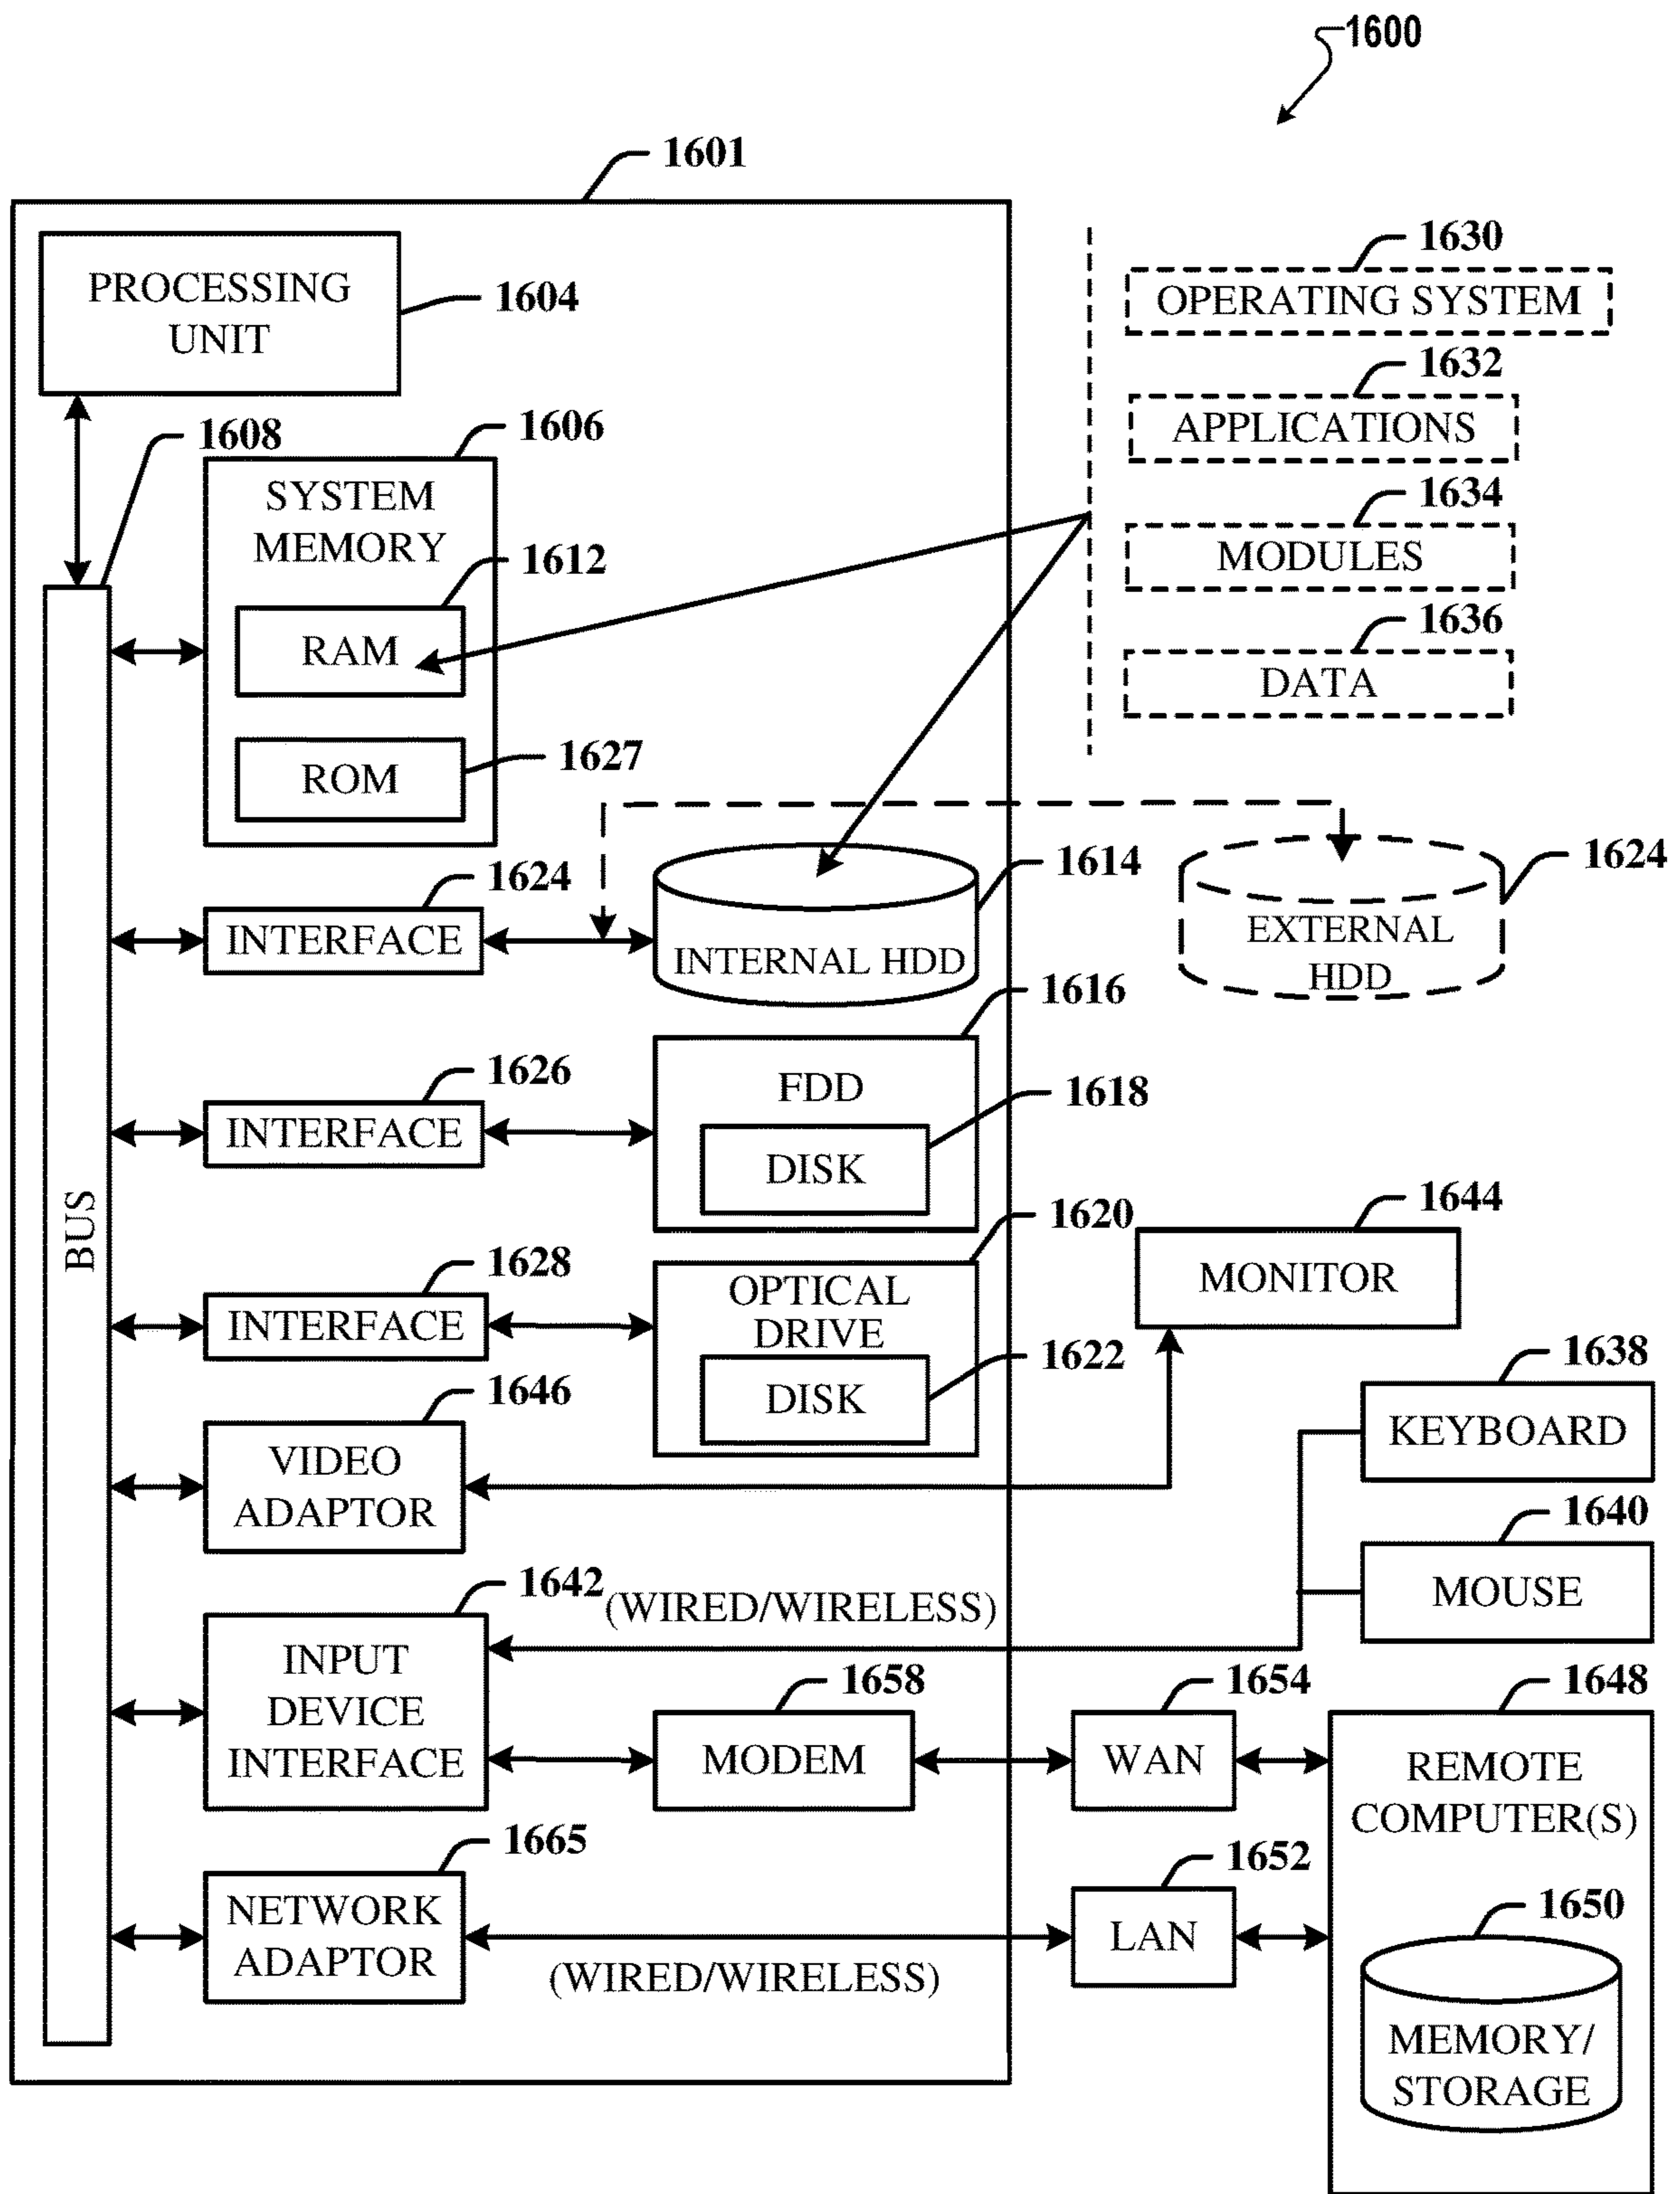 1600
1601
PROCESSING
UNIT
1604
1630
OPERATING SYSTEM
1632
APPLICATIONS
1634
MODULES
1636
DATA
1608
1606
SYSTEM
MEMORY
1612
RAM
1627
ROM
BUS
1624
INTERFACE
1614
INTERNAL HDD
1624
EXTERNAL
HDD
1616
FDD
1618
DISK
1626
INTERFACE
1620
OPTICAL
DRIVE
1622
DISK
1628
INTERFACE
1644
MONITOR
1646
VIDEO
ADAPTOR
1638
KEYBOARD
1640
MOUSE
1642
(WIRED/WIRELESS)
INPUT
DEVICE
INTERFACE
1658
MODEM
1654
WAN
1648
REMOTE
COMPUTER(S)
1665
NETWORK
ADAPTOR
(WIRED/WIRELESS)
1652
LAN
1650
MEMORY/
STORAGE